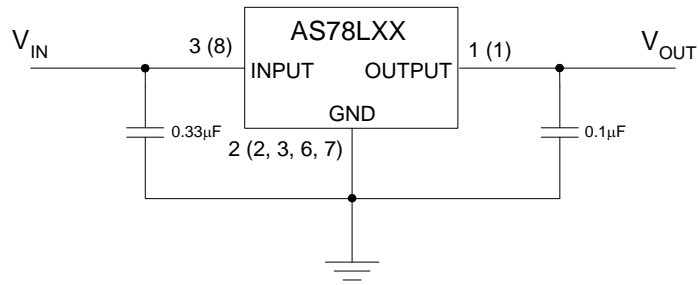 AS78LXX
V_IN
3 (8)
INPUT
OUTPUT
1 (1)
V_OUT
GND
0.33μF
2 (2, 3, 6, 7)
0.1μF